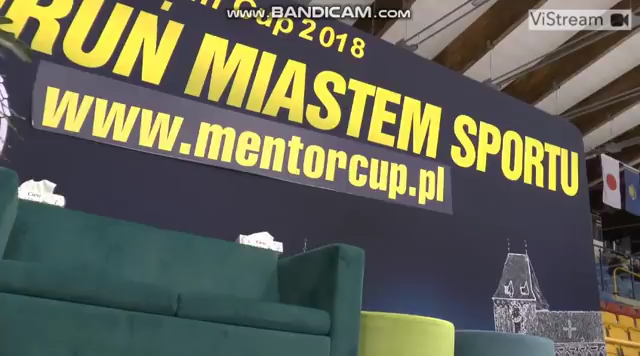 www.BANDICAM.com
ViStream
Cup 2018
RUŃ MIASTEM SPORTU
www.mentorcup.pl